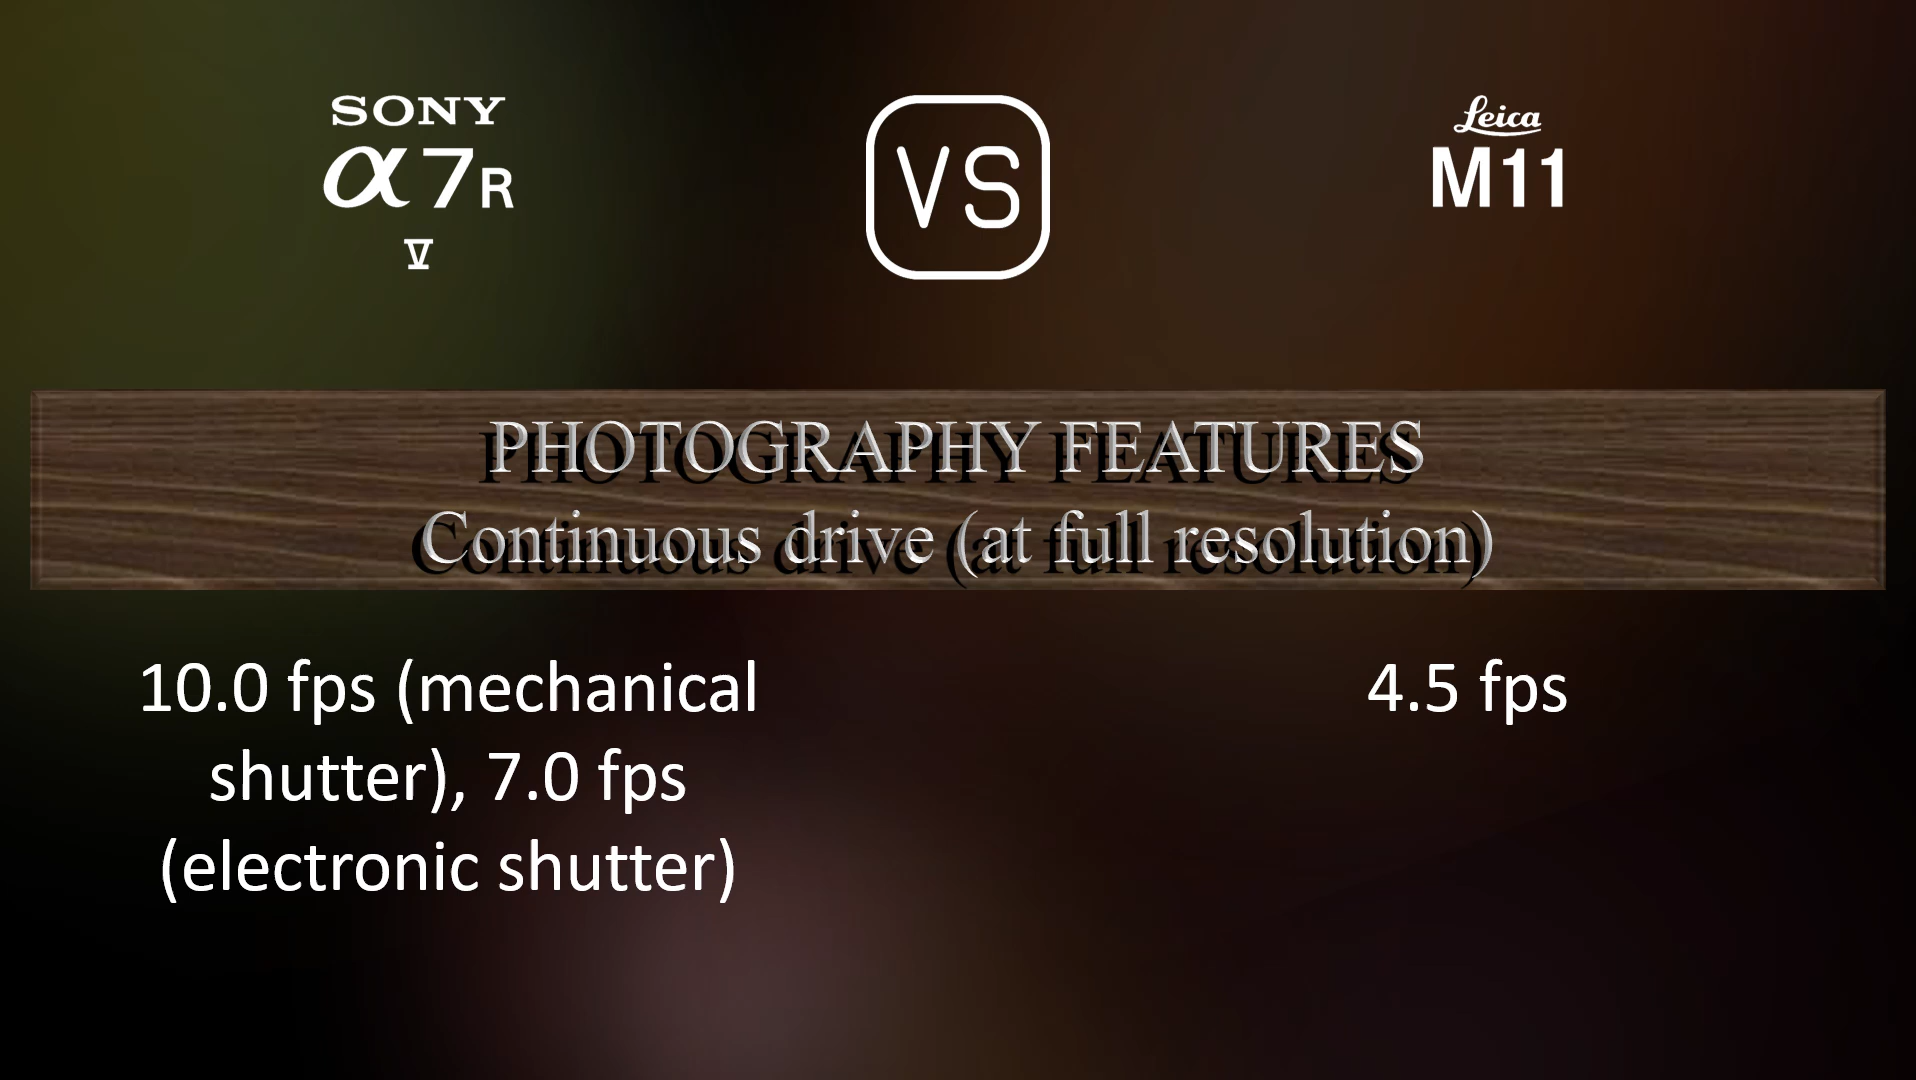 SONY
α7R
V
VS
Leica
M11
PHOTOGRAPHY FEATURES
Continuous drive (at full resolution)
10.0 fps (mechanical
shutter), 7.0 fps
(electronic shutter)
4.5 fps